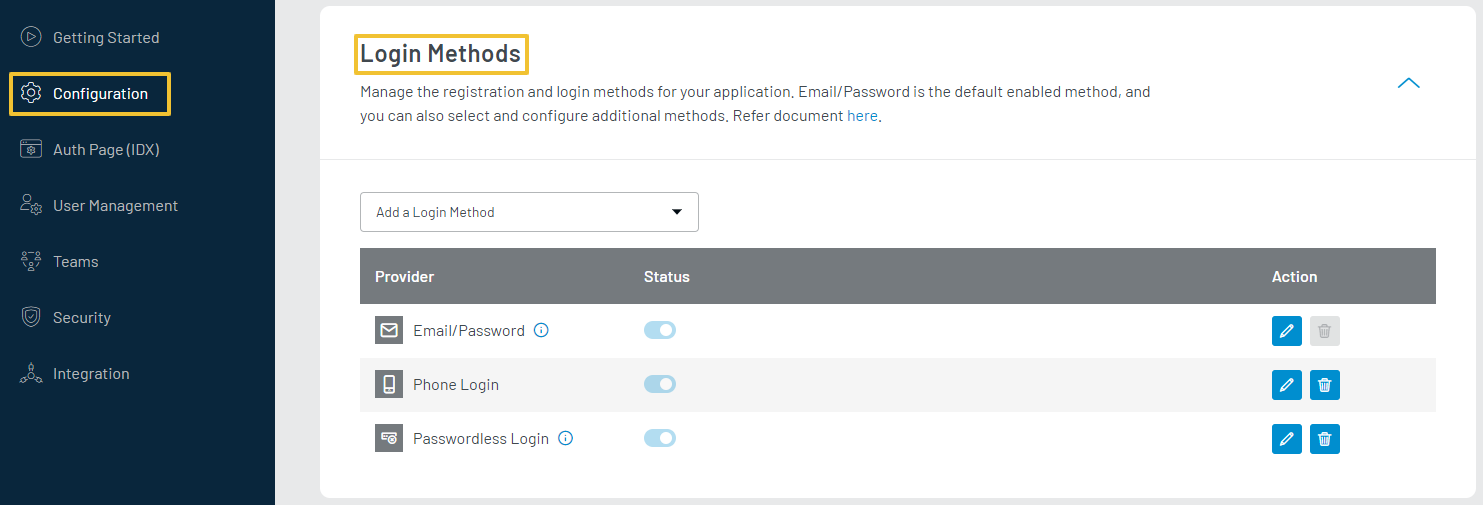 Getting Started
Configuration
Auth Page (IDX)
User Management
Teams
Security
Integration
Login Methods
Manage the registration and login methods for your application. Email/Password is the default enabled method, and
you can also select and configure additional methods. Refer document here.
Add a Login Method
Provider Status Action
Email/Password
Phone Login
Passwordless Login